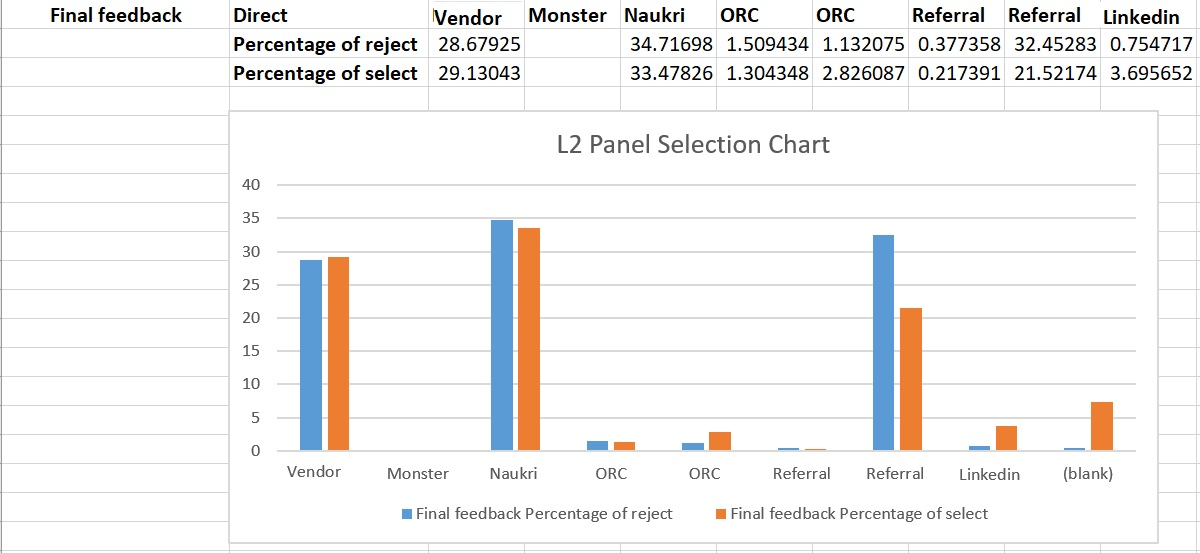 Final feedback Direct Vendor Monster Naukri ORC ORC Referral Referral Linkedin
Percentage of reject 28.67925 34.71698 1.509434 1.132075 0.377358 32.45283 0.754717
Percentage of select 29.13043 33.47826 1.304348 2.826087 0.217391 21.52174 3.695652
L2 Panel Selection Chart
40
35
30
25
20
15
10
5
0
Vendor Monster Naukri ORC ORC Referral Referral Linkedin (blank)
Final feedback Percentage of reject Final feedback Percentage of select